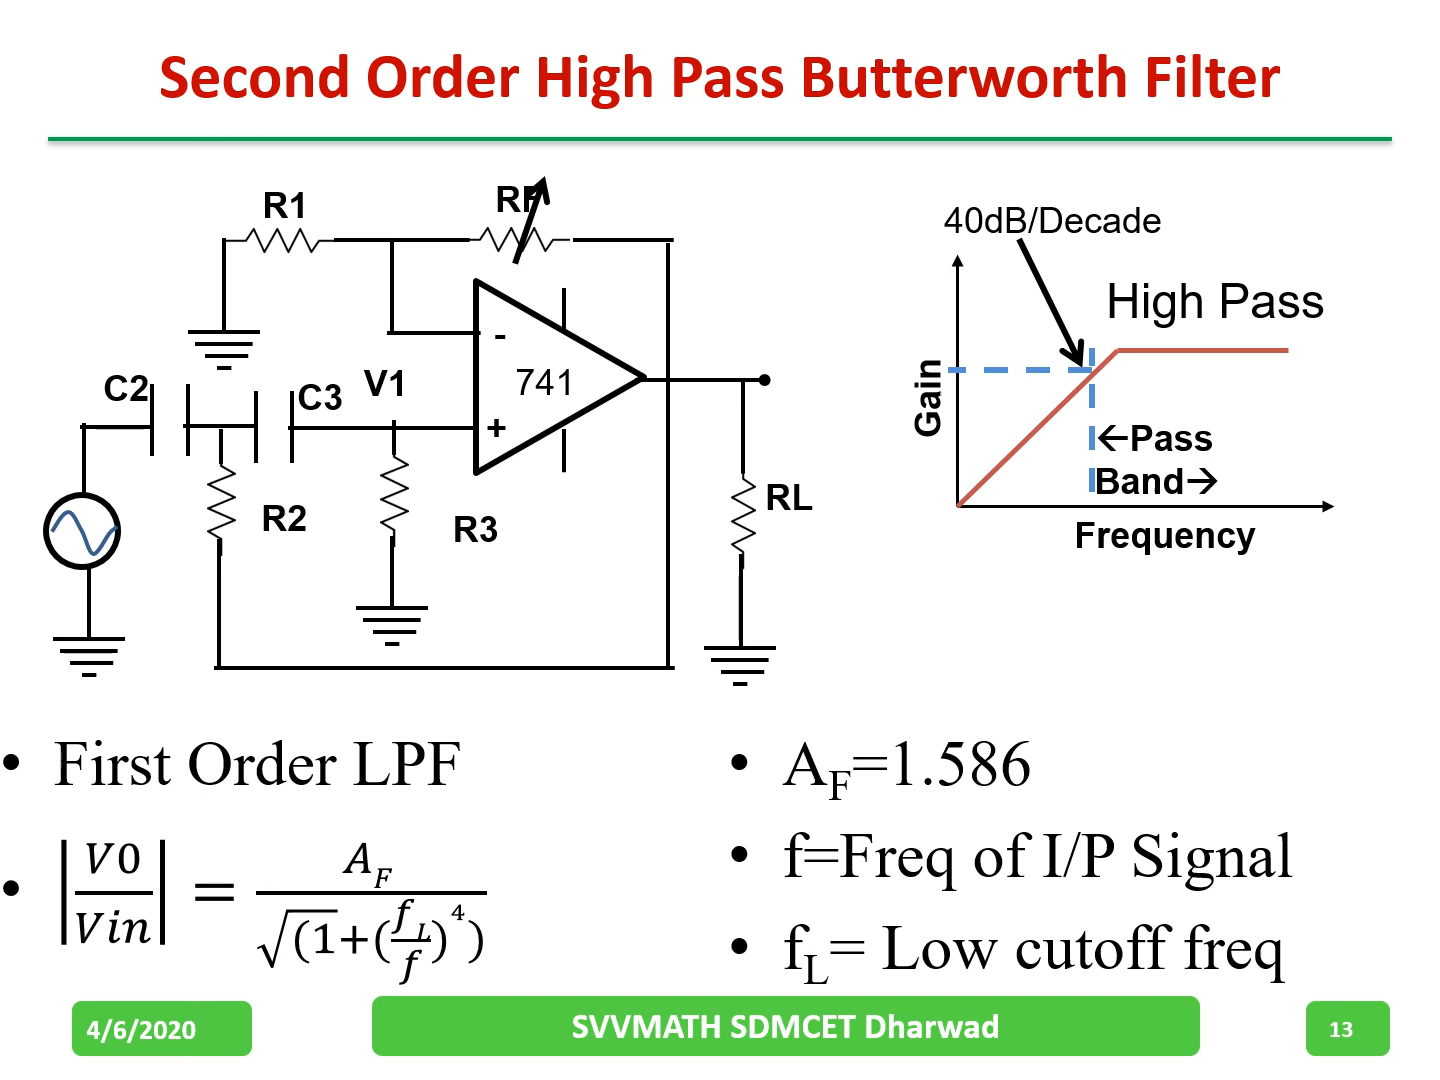 Second Order High Pass Butterworth Filter
R1
RF
C2
C3
V1
-
741
+
R2
R3
RL
40dB/Decade
High Pass
Gain
←Pass
Band→
Frequency
• First Order LPF
• |V0/Vin| = A_F/√(1+(f_L/f)^4)
• A_F=1.586
• f=Freq of I/P Signal
• f_L= Low cutoff freq
4/6/2020
SVVMATH SDMCET Dharwad
13